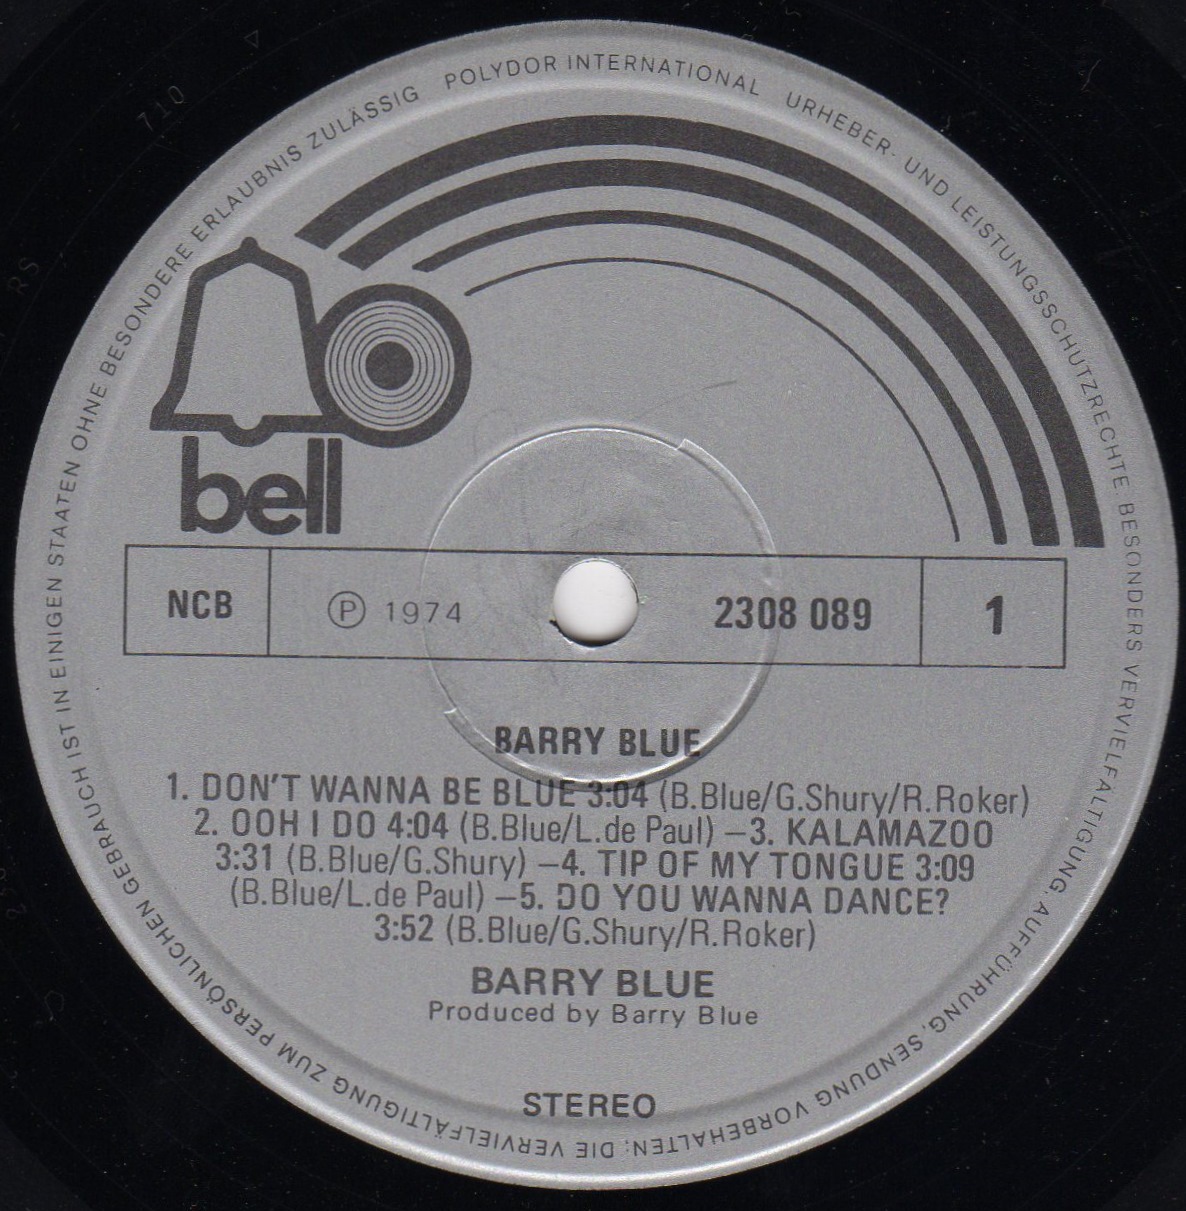 POLYDOR INTERNATIONAL URHEBER- UND LEISTUNGSSCHUTZRECHTE BESONDERS VERVIELFÄLTIGUNG, AUFFÜHRUNG, SENDUNG VORBEHALTEN; DIE VERVIELFÄLTIGUNG ZUM PERSÖNLICHEN GEBRAUCH IST IN EINIGEN STAATEN OHNE BESONDERE ERLAUBNIS ZULÄSSIG
bell
NCB ℗ 1974 2308 089 1
BARRY BLUE
1. DON'T WANNA BE BLUE 3:04 (B.Blue/G.Shury/R.Roker)
2. OOH I DO 4:04 (B.Blue/L.de Paul) –3. KALAMAZOO
3:31 (B.Blue/G.Shury) –4. TIP OF MY TONGUE 3:09
(B.Blue/L.de Paul) –5. DO YOU WANNA DANCE?
3:52 (B.Blue/G.Shury/R.Roker)
BARRY BLUE
Produced by Barry Blue
STEREO
710
RS